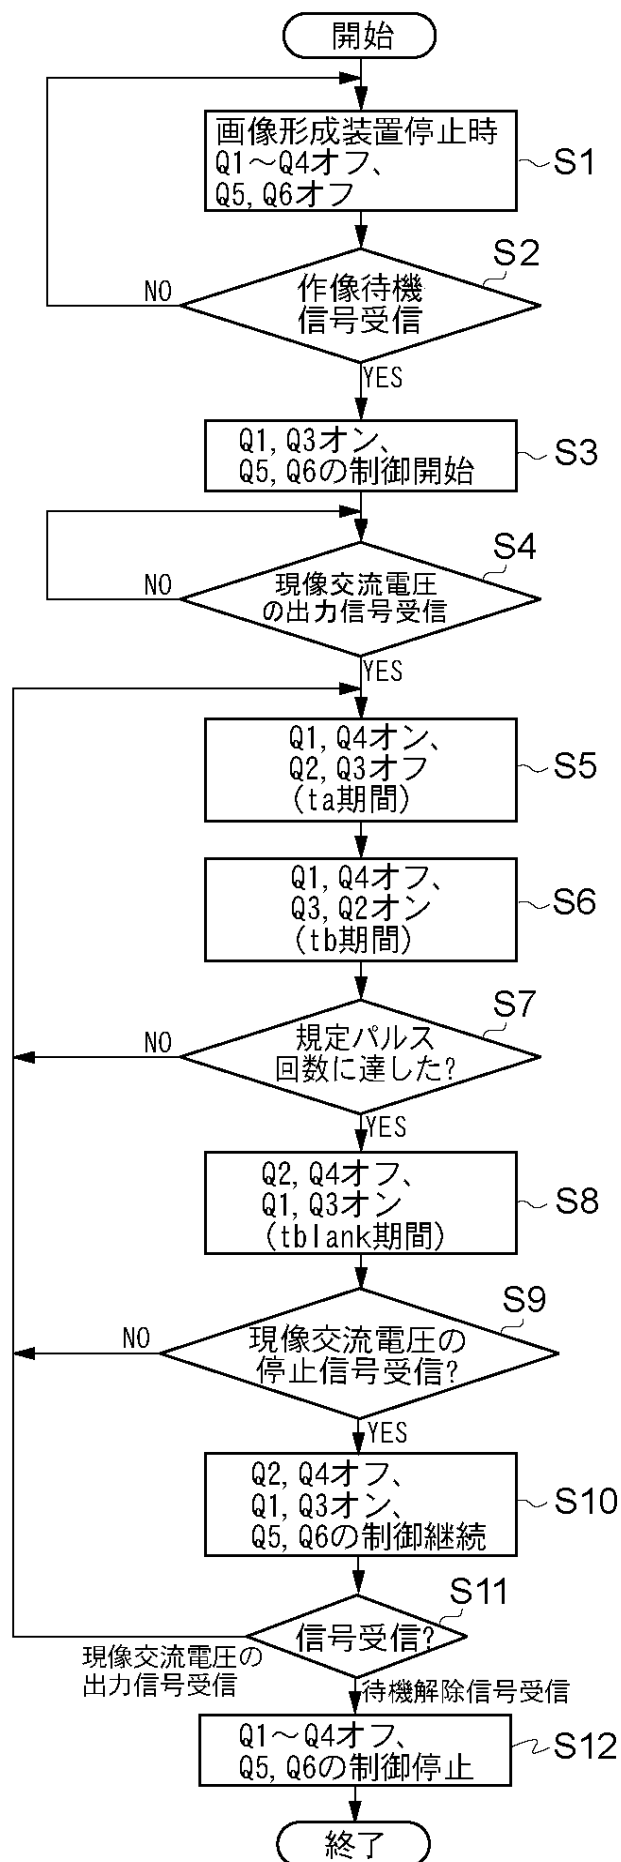 開始
画像形成装置停止時
Q1～Q4オフ、
Q5, Q6オフ
S1
作像待機
信号受信
S2
NO
YES
Q1, Q3オン、
Q5, Q6の制御開始
S3
現像交流電圧
の出力信号受信
S4
NO
YES
Q1, Q4オン、
Q2, Q3オフ
(ta期間)
S5
Q1, Q4オフ、
Q3, Q2オン
(tb期間)
S6
規定パルス
回数に達した?
S7
NO
YES
Q2, Q4オフ、
Q1, Q3オン
(tblank期間)
S8
現像交流電圧の
停止信号受信?
S9
NO
YES
Q2, Q4オフ、
Q1, Q3オン、
Q5, Q6の制御継続
S10
信号受信?
S11
現像交流電圧の
出力信号受信
待機解除信号受信
Q1～Q4オフ、
Q5, Q6の制御停止
S12
終了